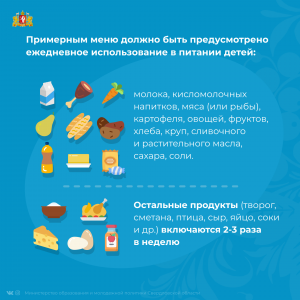 Примерным меню должно быть предусмотрено
ежедневное использование в питании детей:
молока, кисломолочных
напитков, мяса (или рыбы),
картофеля, овощей, фруктов,
хлеба, круп, сливочного
и растительного масла,
сахара, соли.
Остальные продукты (творог,
сметана, птица, сыр, яйцо, соки
и др.) включаются 2-3 раза
в неделю